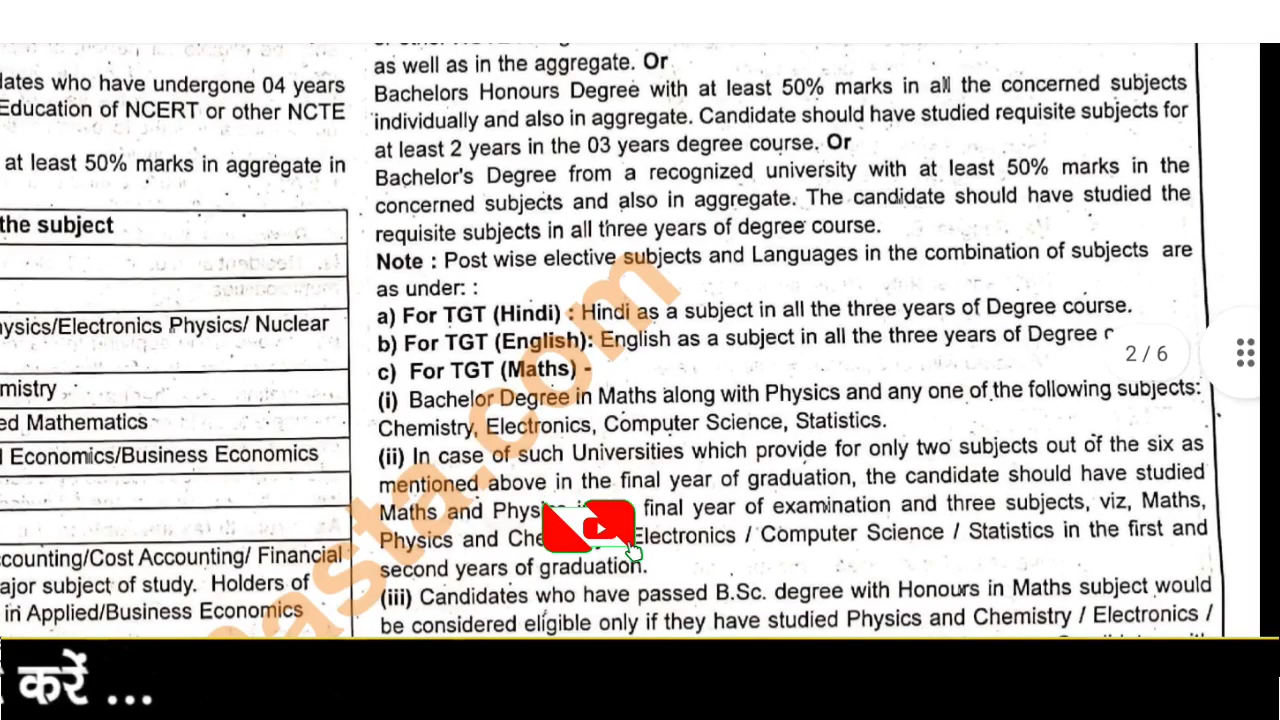 as well as in the aggregate. Or
Bachelors Honours Degree with at least 50% marks in all the concerned subjects
individually and also in aggregate. Candidate should have studied requisite subjects for
at least 2 years in the 03 years degree course. Or
Bachelor's Degree from a recognized university with at least 50% marks in the
concerned subjects and also in aggregate. The candidate should have studied the
requisite subjects in all three years of degree course.
Note : Post wise elective subjects and Languages in the combination of subjects are
as under: :
a) For TGT (Hindi) : Hindi as a subject in all the three years of Degree course.
b) For TGT (English): English as a subject in all the three years of Degree
c) For TGT (Maths) -
(i) Bachelor Degree in Maths along with Physics and any one of the following subjects:
Chemistry, Electronics, Computer Science, Statistics.
(ii) In case of such Universities which provide for only two subjects out of the six as
mentioned above in the final year of graduation, the candidate should have studied
Maths and final year of examination and three subjects, viz, Maths,
Physics and Electronics / Computer Science / Statistics in the first and
second years of graduation.
(iii) Candidates who have passed B.Sc. degree with Honours in Maths subject would
be considered eligible only if they have studied Physics and Chemistry / Electronics /
dates who have undergone 04 years
Education of NCERT or other NCTE
at least 50% marks in aggregate in
the subject
hysics/Electronics Physics/ Nuclear
mistry
ed Mathematics
l Economics/Business Economics
ccounting/Cost Accounting/ Financial
ajor subject of study. Holders of
in Applied/Business Economics
asta.com
2 / 6
करें ...